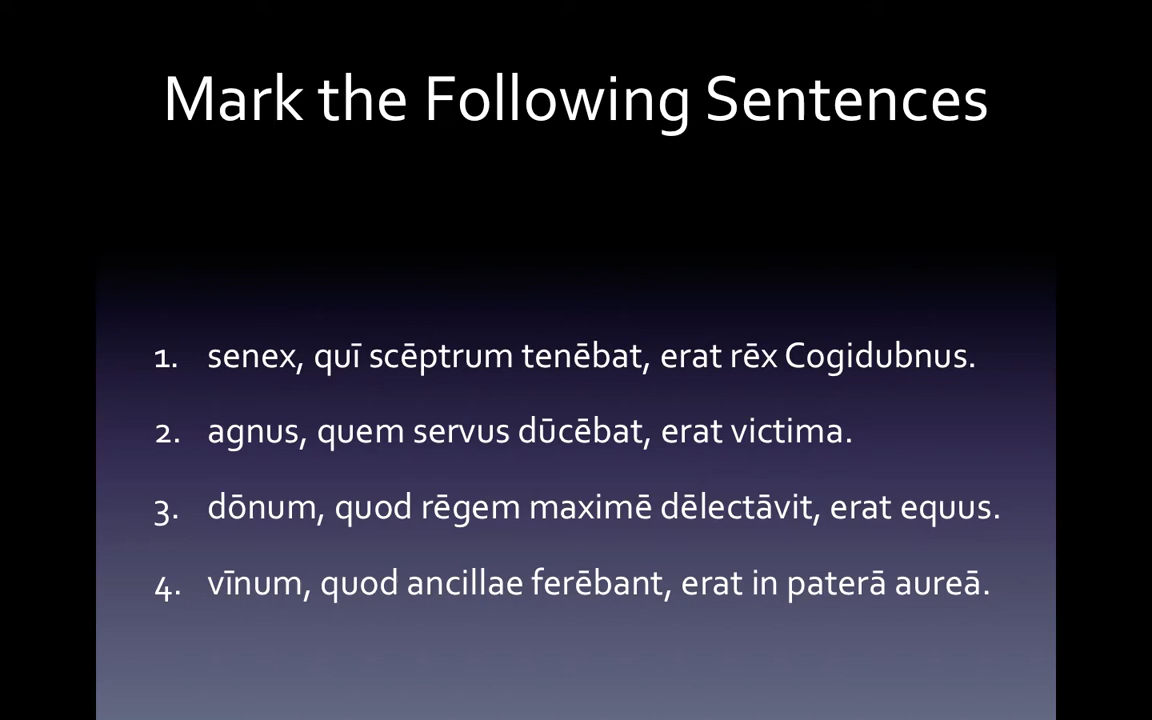 Mark the Following Sentences
1. senex, quī scēptrum tenēbat, erat rēx Cogidubnus.
2. agnus, quem servus dūcēbat, erat victima.
3. dōnum, quod rēgem maximē dēlectāvit, erat equus.
4. vīnum, quod ancillae ferēbant, erat in paterā aureā.